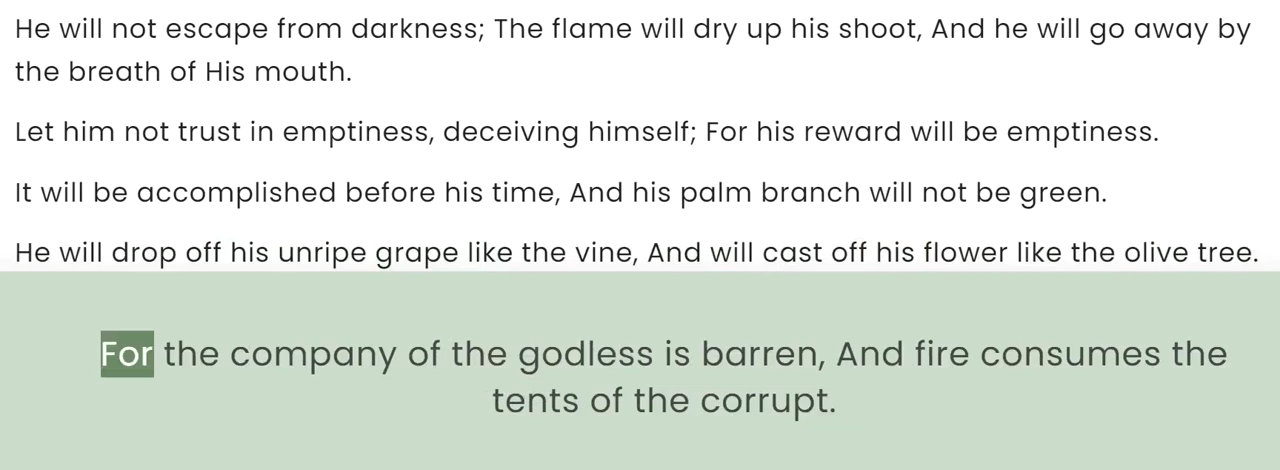 He will not escape from darkness; The flame will dry up his shoot, And he will go away by
the breath of His mouth.
Let him not trust in emptiness, deceiving himself; For his reward will be emptiness.
It will be accomplished before his time, And his palm branch will not be green.
He will drop off his unripe grape like the vine, And will cast off his flower like the olive tree.
For the company of the godless is barren, And fire consumes the
tents of the corrupt.